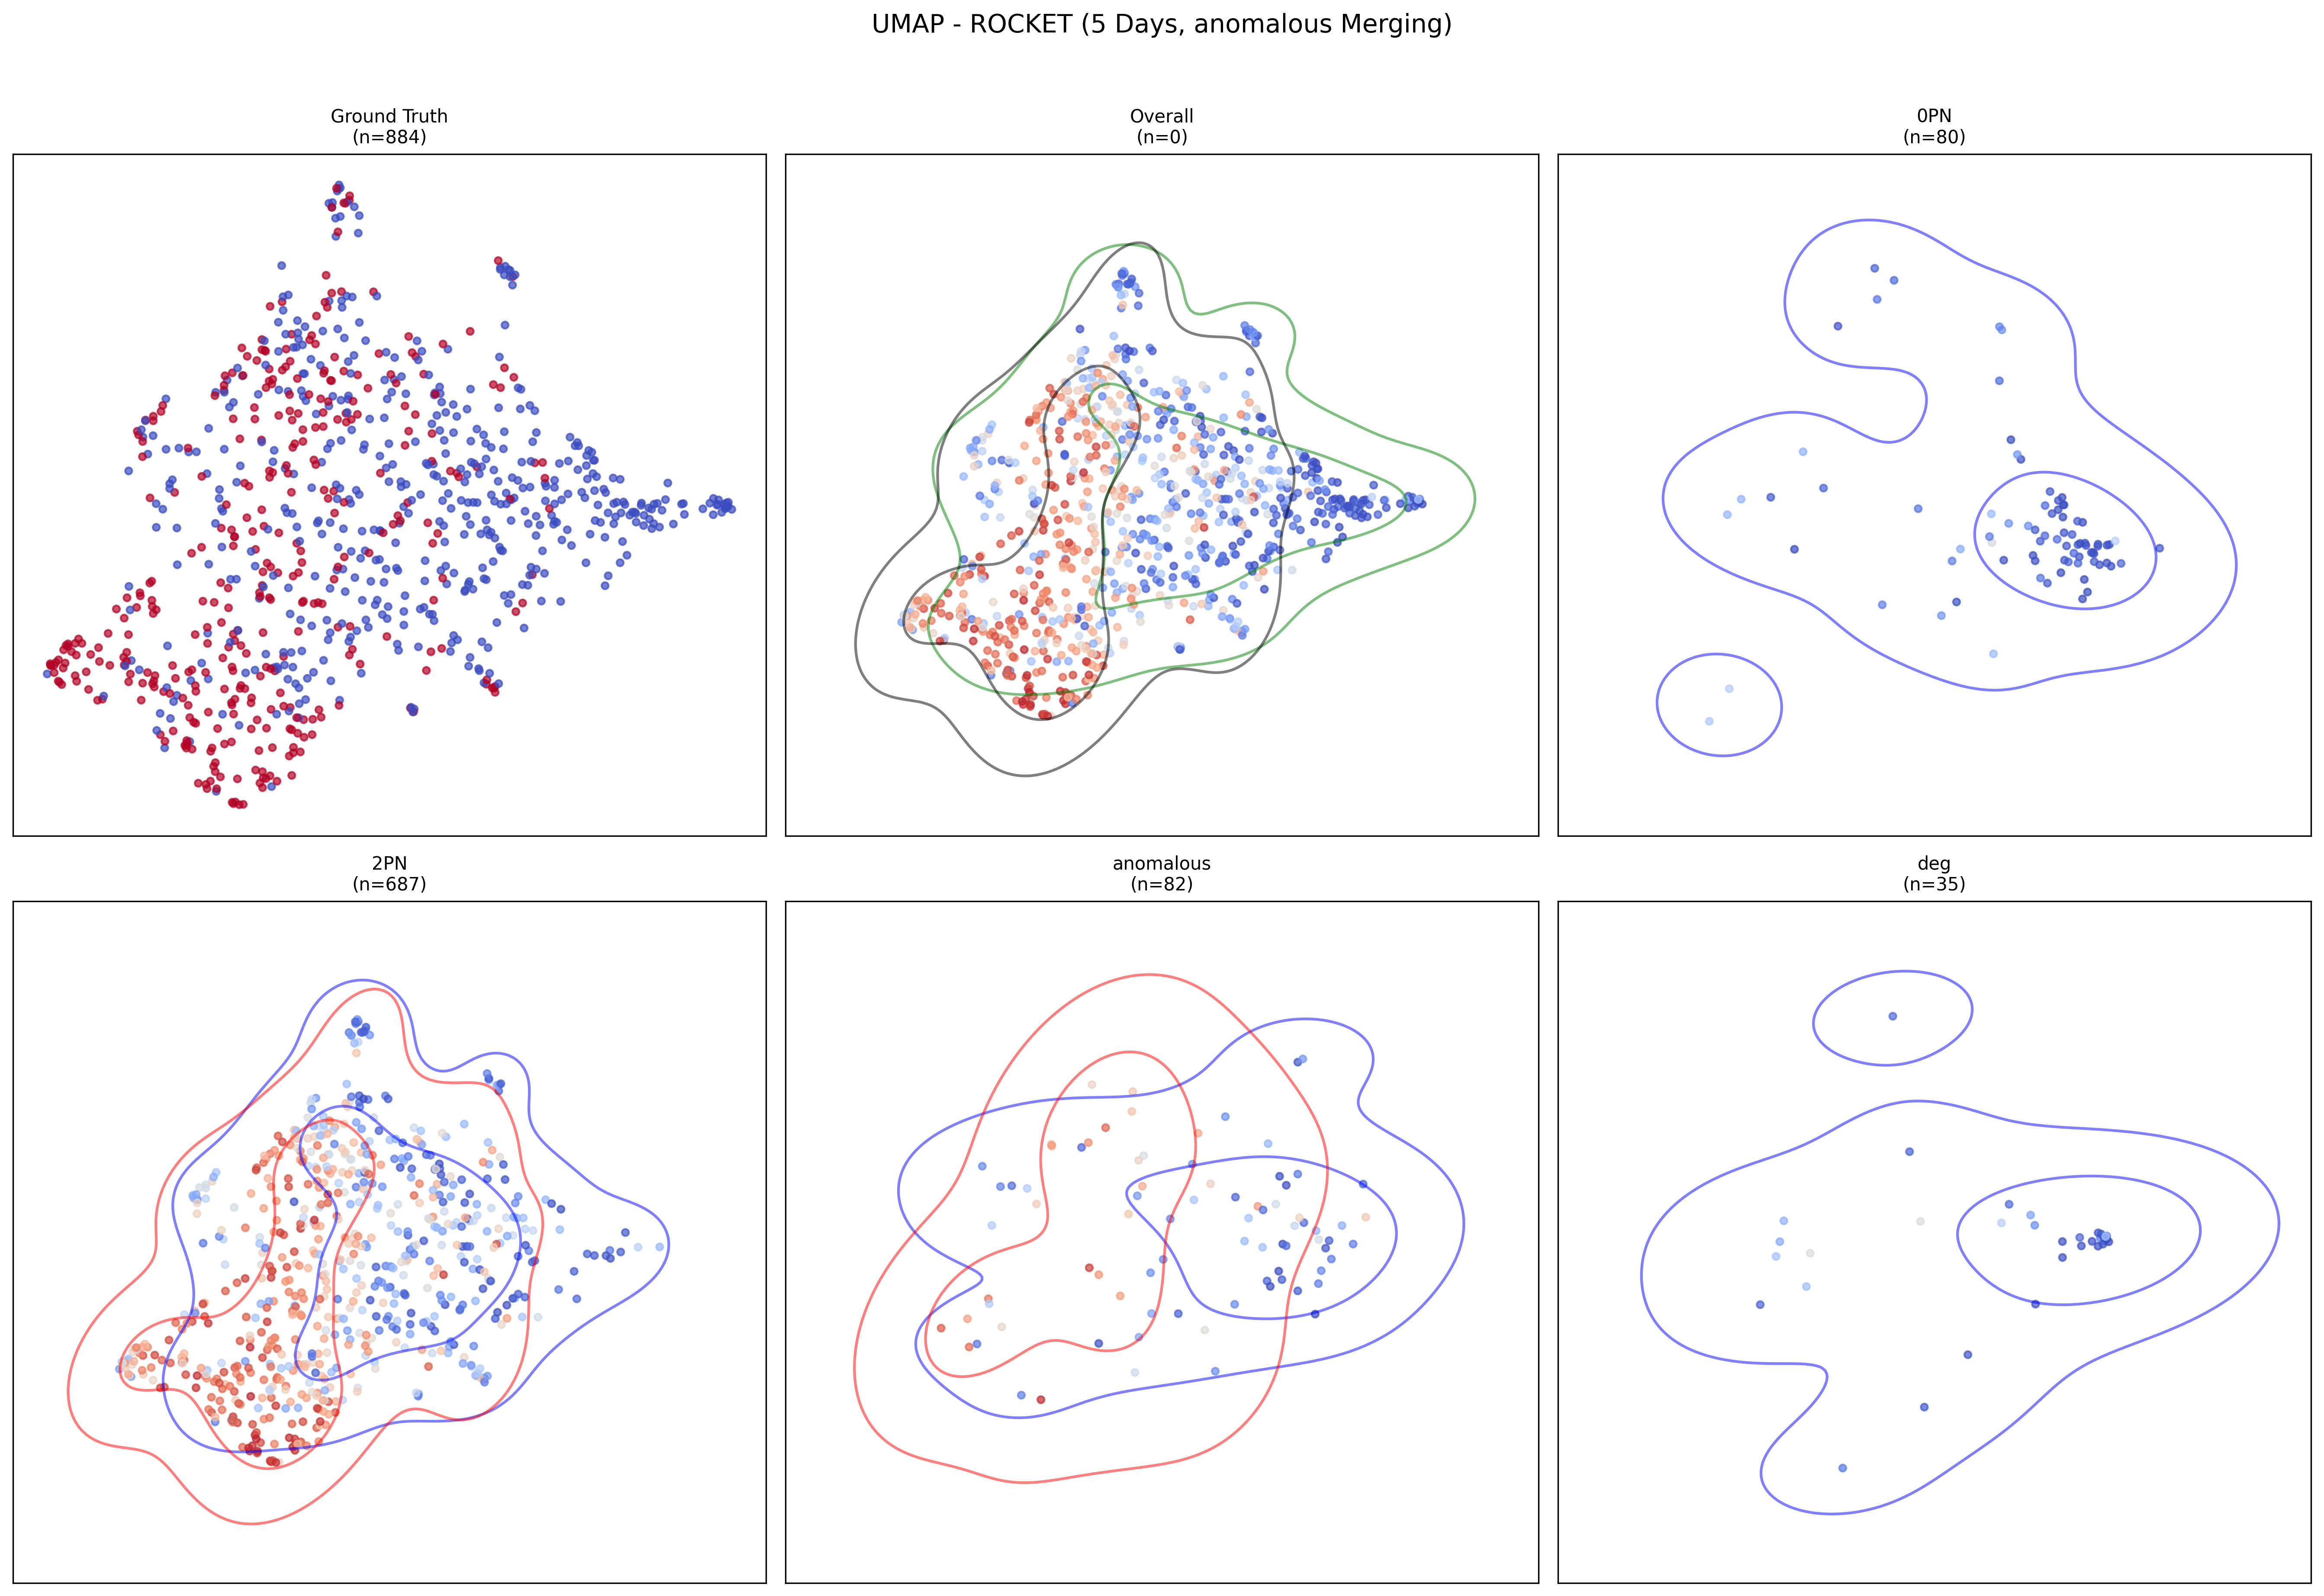 UMAP - ROCKET (5 Days, anomalous Merging)
Ground Truth
(n=884)
Overall
(n=0)
0PN
(n=80)
2PN
(n=687)
anomalous
(n=82)
deg
(n=35)